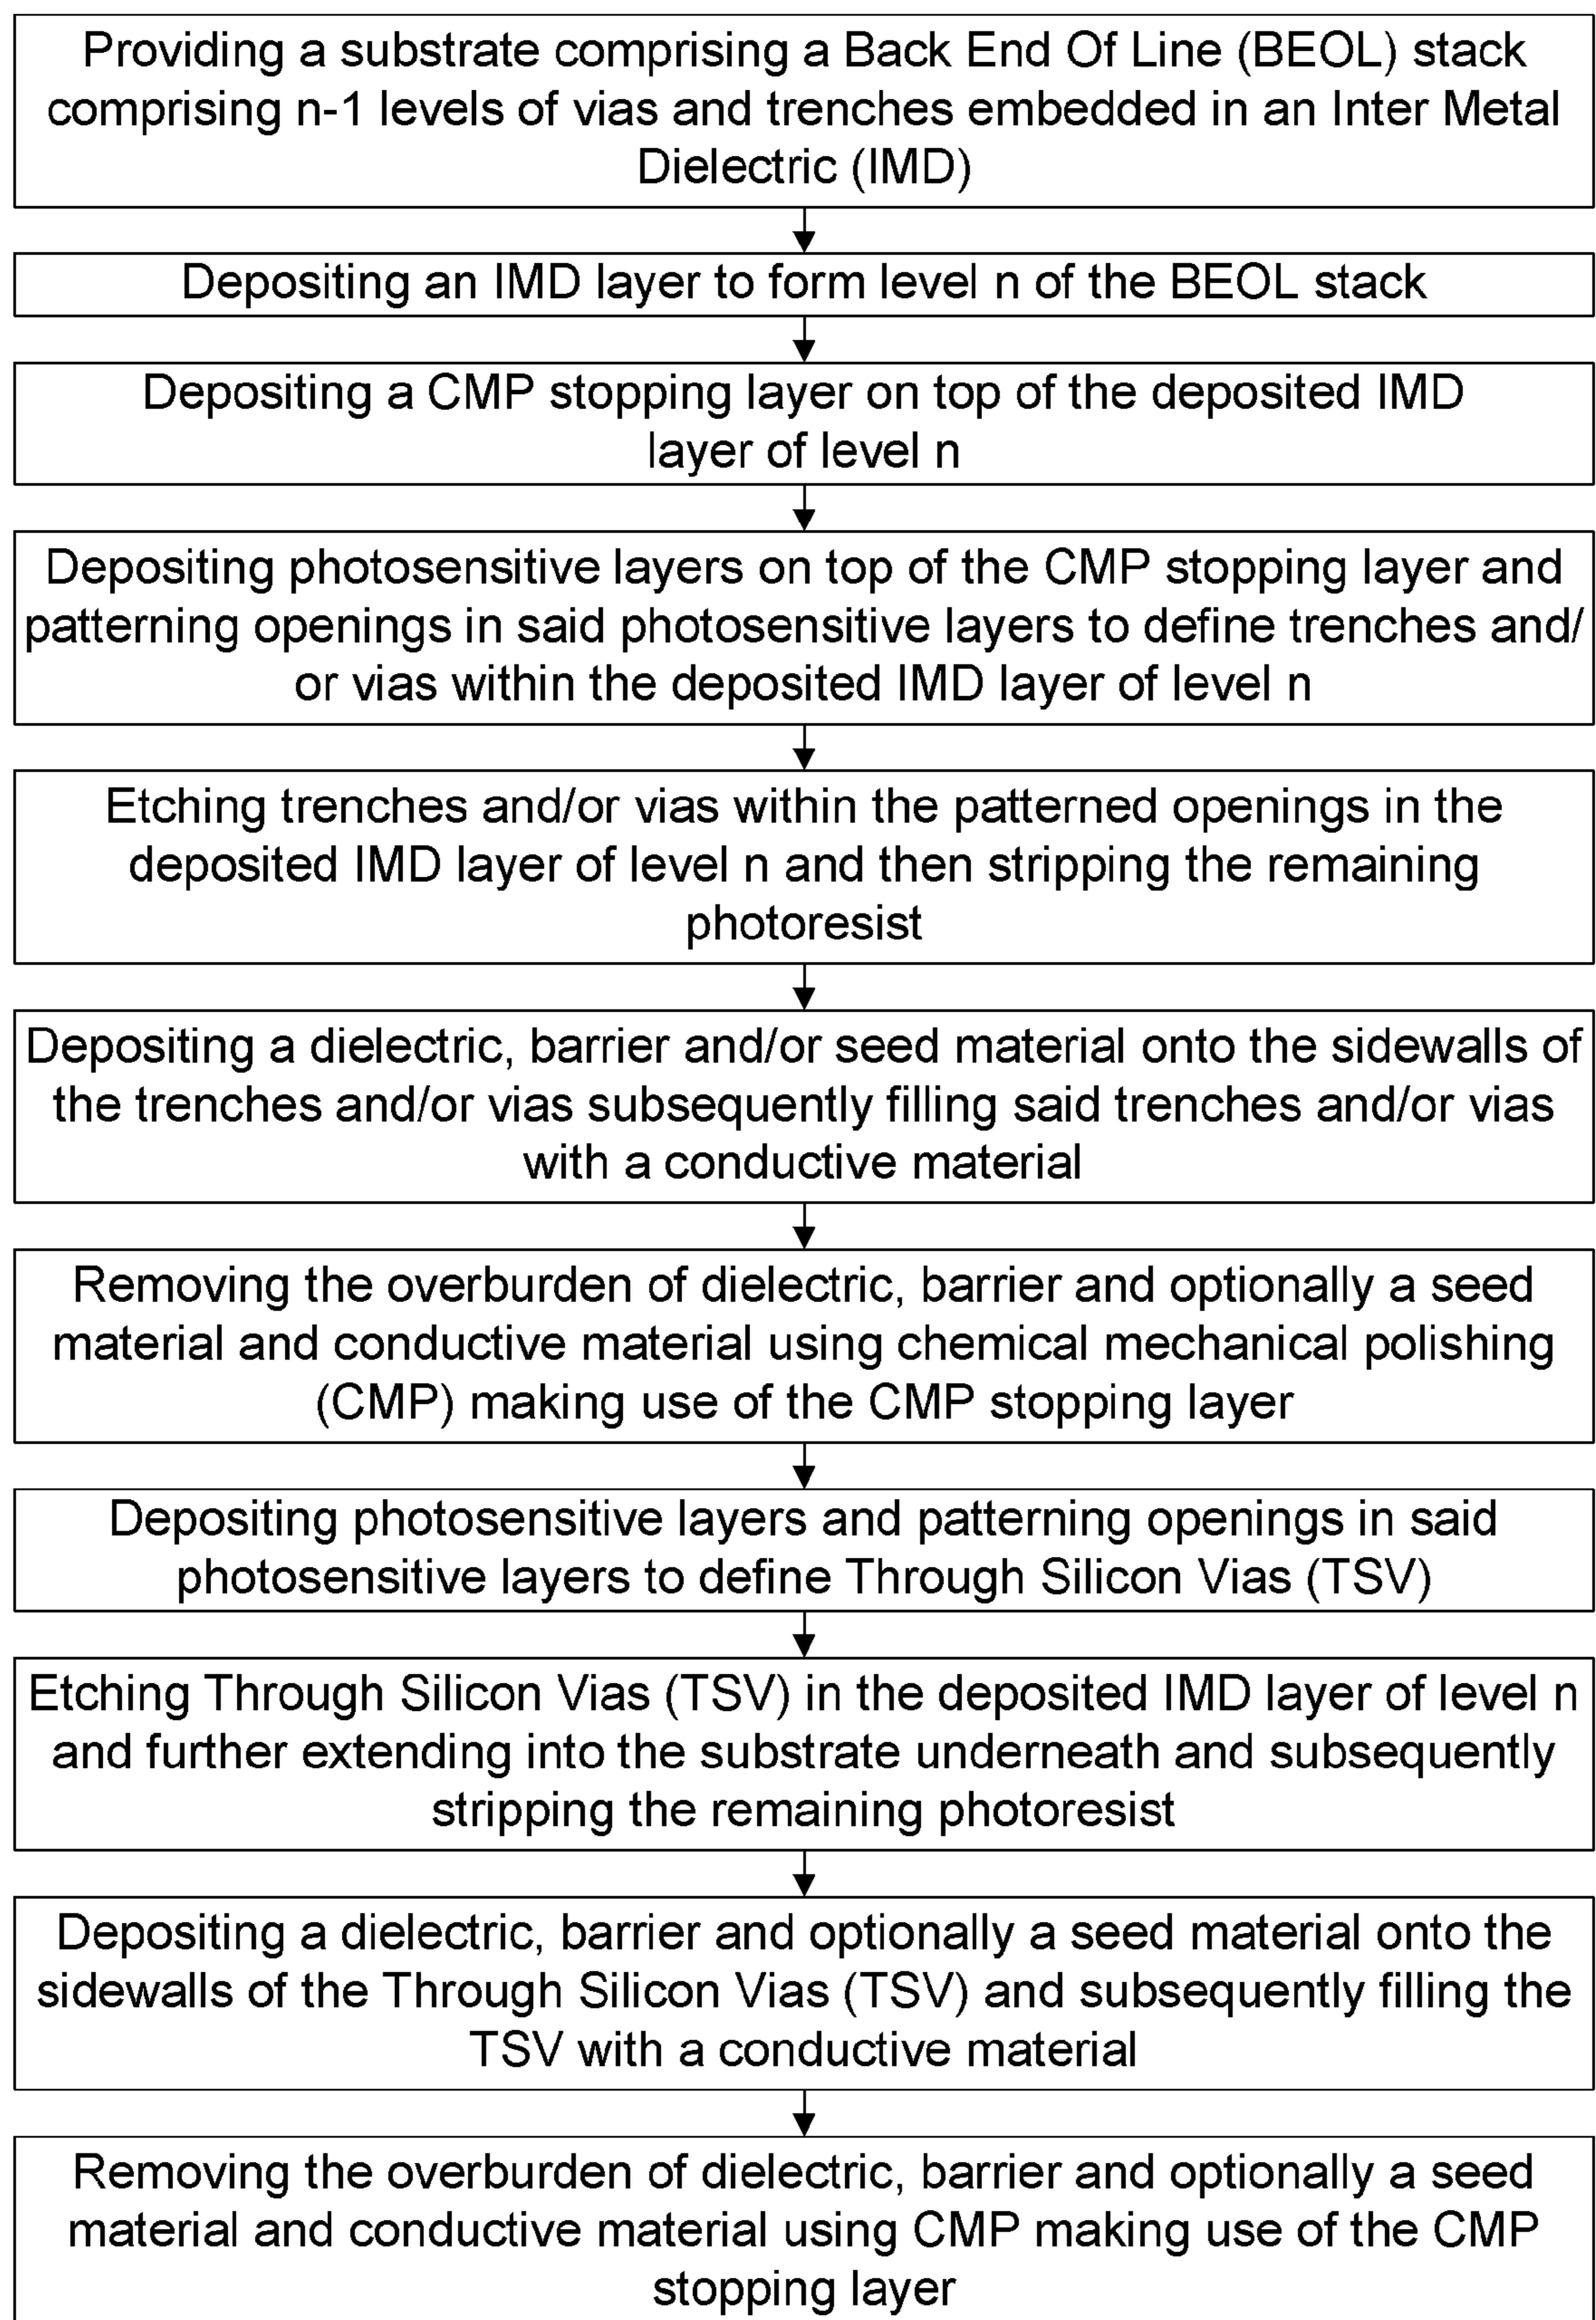 Providing a substrate comprising a Back End Of Line (BEOL) stack
comprising n-1 levels of vias and trenches embedded in an Inter Metal
Dielectric (IMD)
Depositing an IMD layer to form level n of the BEOL stack
Depositing a CMP stopping layer on top of the deposited IMD
layer of level n
Depositing photosensitive layers on top of the CMP stopping layer and
patterning openings in said photosensitive layers to define trenches and/
or vias within the deposited IMD layer of level n
Etching trenches and/or vias within the patterned openings in the
deposited IMD layer of level n and then stripping the remaining
photoresist
Depositing a dielectric, barrier and/or seed material onto the sidewalls of
the trenches and/or vias subsequently filling said trenches and/or vias
with a conductive material
Removing the overburden of dielectric, barrier and optionally a seed
material and conductive material using chemical mechanical polishing
(CMP) making use of the CMP stopping layer
Depositing photosensitive layers and patterning openings in said
photosensitive layers to define Through Silicon Vias (TSV)
Etching Through Silicon Vias (TSV) in the deposited IMD layer of level n
and further extending into the substrate underneath and subsequently
stripping the remaining photoresist
Depositing a dielectric, barrier and optionally a seed material onto the
sidewalls of the Through Silicon Vias (TSV) and subsequently filling the
TSV with a conductive material
Removing the overburden of dielectric, barrier and optionally a seed
material and conductive material using CMP making use of the CMP
stopping layer